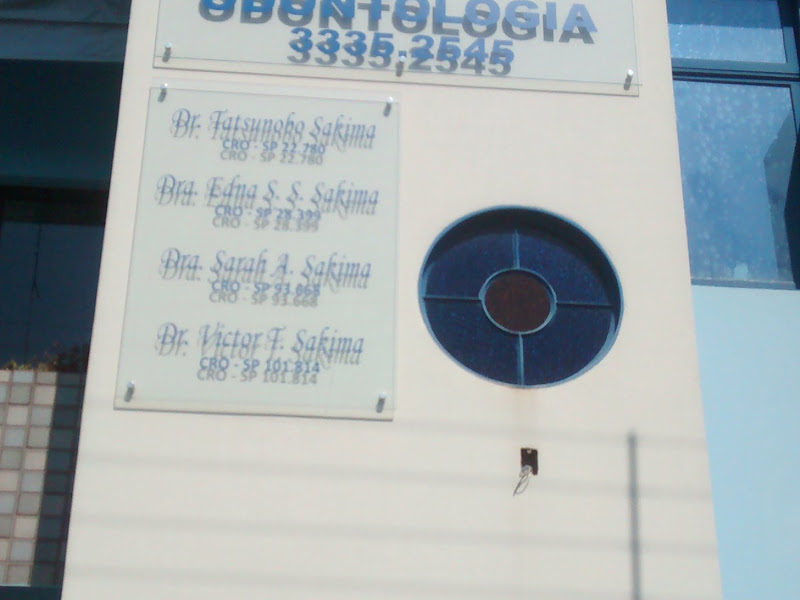 ODONTOLOGIA
3335.2545
Dr. Tatsunobo Sakima
CRO - SP 22.780
Dra. Edna S. S. Sakima
CRO - SP 28.399
Dra. Sarah A. Sakima
CRO - SP 93.668
Dr. Victor T. Sakima
CRO - SP 101.814